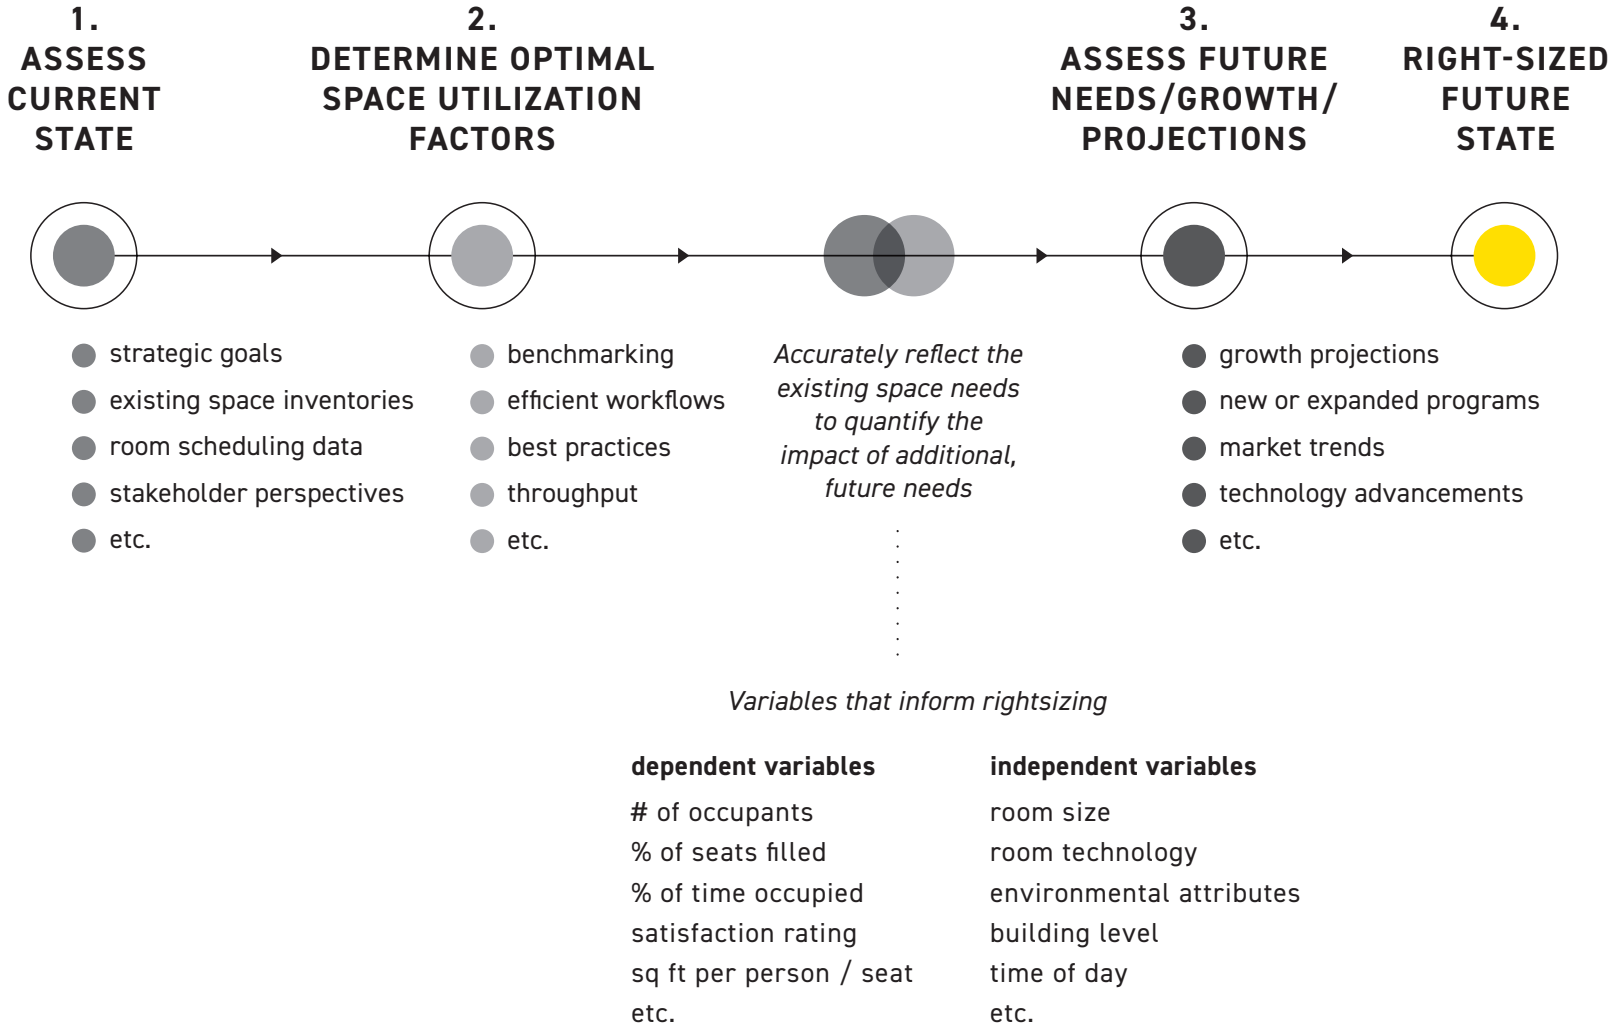 1.
ASSESS
CURRENT
STATE
2.
DETERMINE OPTIMAL
SPACE UTILIZATION
FACTORS
3.
ASSESS FUTURE
NEEDS/GROWTH/
PROJECTIONS
4.
RIGHT-SIZED
FUTURE
STATE
strategic goals
existing space inventories
room scheduling data
stakeholder perspectives
etc.
benchmarking
efficient workflows
best practices
throughput
etc.
Accurately reflect the
existing space needs
to quantify the
impact of additional,
future needs
growth projections
new or expanded programs
market trends
technology advancements
etc.
Variables that inform rightsizing
dependent variables
# of occupants
% of seats filled
% of time occupied
satisfaction rating
sq ft per person / seat
etc.
independent variables
room size
room technology
environmental attributes
building level
time of day
etc.